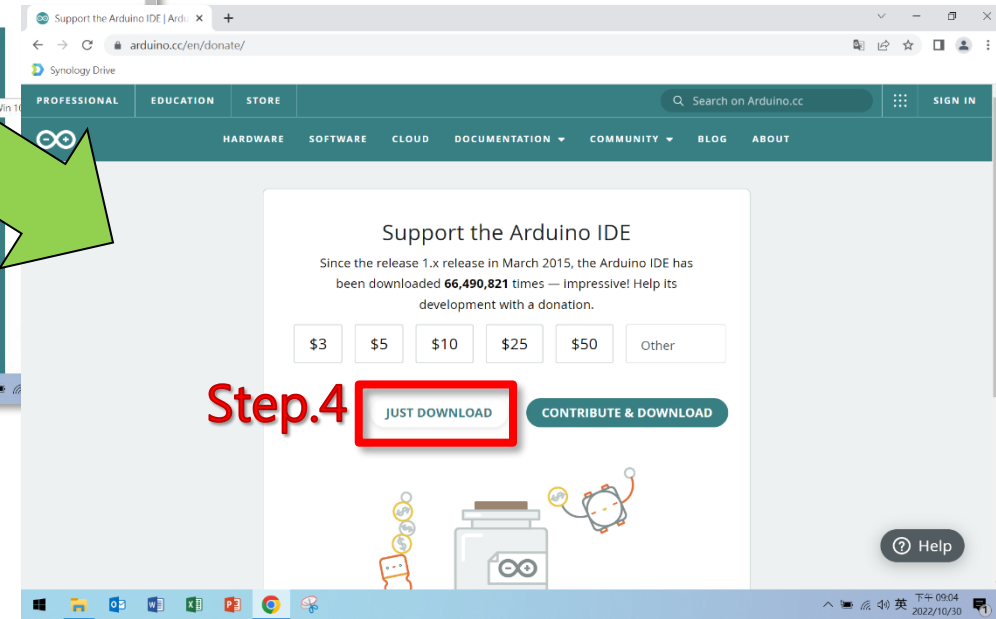 Support the Arduino IDE | Ardu
arduino.cc/en/donate/
Synology Drive
Win 10
PROFESSIONAL EDUCATION STORE Search on Arduino.cc SIGN IN
HARDWARE SOFTWARE CLOUD DOCUMENTATION COMMUNITY BLOG ABOUT
Support the Arduino IDE
Since the release 1.x release in March 2015, the Arduino IDE has
been downloaded 66,490,821 times — impressive! Help its
development with a donation.
$3 $5 $10 $25 $50 Other
Step.4 JUST DOWNLOAD CONTRIBUTE & DOWNLOAD
Help
英 下午 09:04
2022/10/30